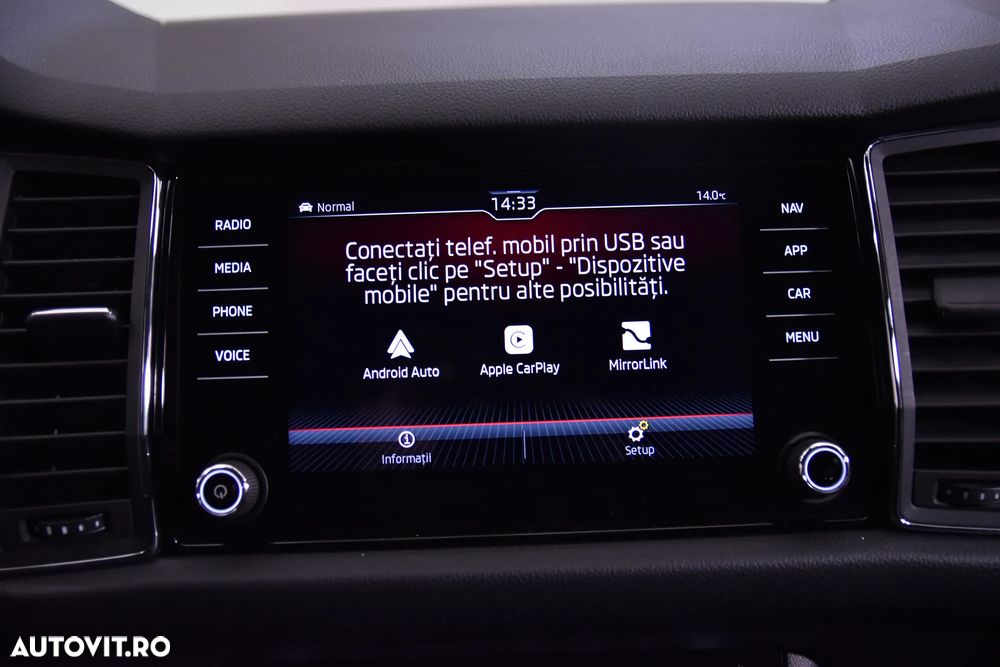 Normal
14:33
14.0°c
RADIO
MEDIA
PHONE
VOICE
NAV
APP
CAR
MENU
Conectați telef. mobil prin USB sau
faceți clic pe "Setup" - "Dispozitive
mobile" pentru alte posibilități.
Android Auto
Apple CarPlay
MirrorLink
Informații
Setup
AUTOVIT.RO